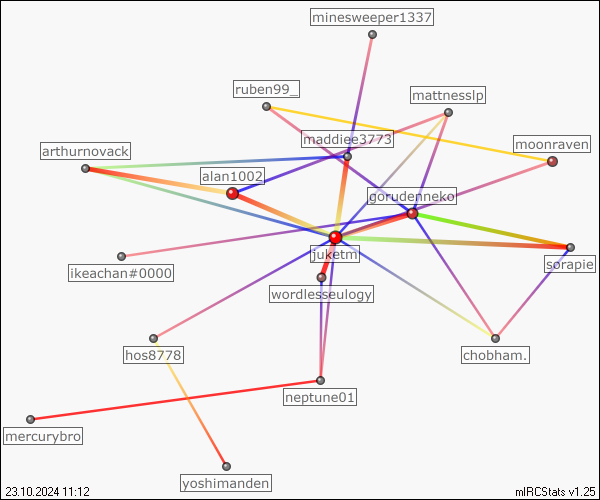 minesweeper1337
ruben99_
mattnesslp
maddiee3773
moonraven
arthurnovack
alan1002
gorudenneko
juketm
sorapie
ikeachan#0000
wordlesseulogy
hos8778
chobham.
neptune01
mercurybro
yoshimanden
23.10.2024 11:12
mIRCStats v1.25